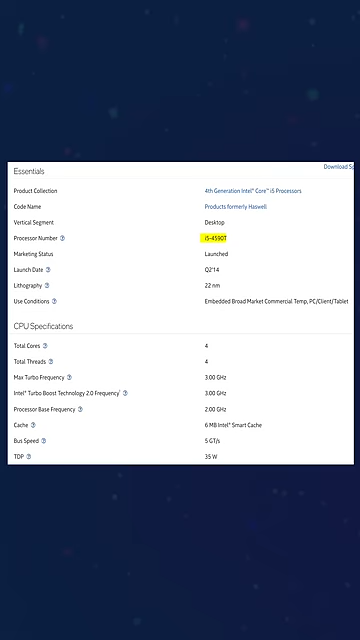 Download Sp
Essentials
Product Collection 4th Generation Intel® Core™ i5 Processors
Code Name Products formerly Haswell
Vertical Segment Desktop
Processor Number ? i5-4590T
Marketing Status Launched
Launch Date ? Q2'14
Lithography ? 22 nm
Use Conditions ? Embedded Broad Market Commercial Temp, PC/Client/Tablet
CPU Specifications
Total Cores ? 4
Total Threads ? 4
Max Turbo Frequency ? 3.00 GHz
Intel® Turbo Boost Technology 2.0 Frequency‡ ? 3.00 GHz
Processor Base Frequency ? 2.00 GHz
Cache ? 6 MB Intel® Smart Cache
Bus Speed ? 5 GT/s
TDP ? 35 W